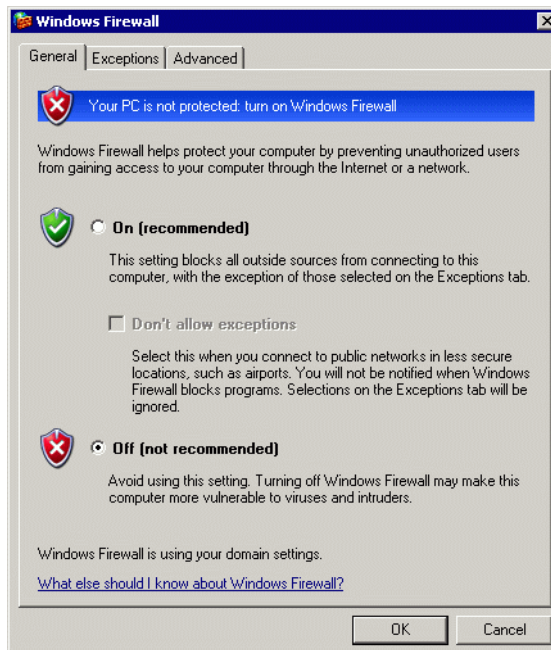 Windows Firewall
General Exceptions Advanced
Your PC is not protected: turn on Windows Firewall
Windows Firewall helps protect your computer by preventing unauthorized users
from gaining access to your computer through the Internet or a network.
On (recommended)
This setting blocks all outside sources from connecting to this
computer, with the exception of those selected on the Exceptions tab.
Don't allow exceptions
Select this when you connect to public networks in less secure
locations, such as airports. You will not be notified when Windows
Firewall blocks programs. Selections on the Exceptions tab will be
ignored.
Off (not recommended)
Avoid using this setting. Turning off Windows Firewall may make this
computer more vulnerable to viruses and intruders.
Windows Firewall is using your domain settings.
What else should I know about Windows Firewall?
OK Cancel